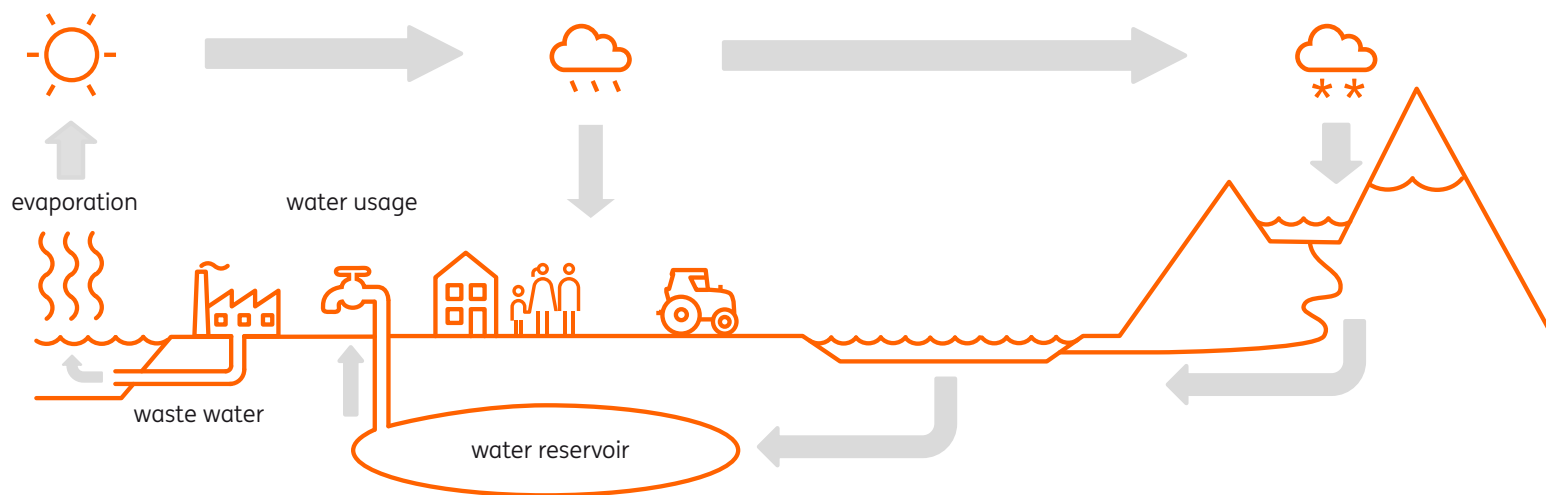 evaporation
water usage
waste water
water reservoir